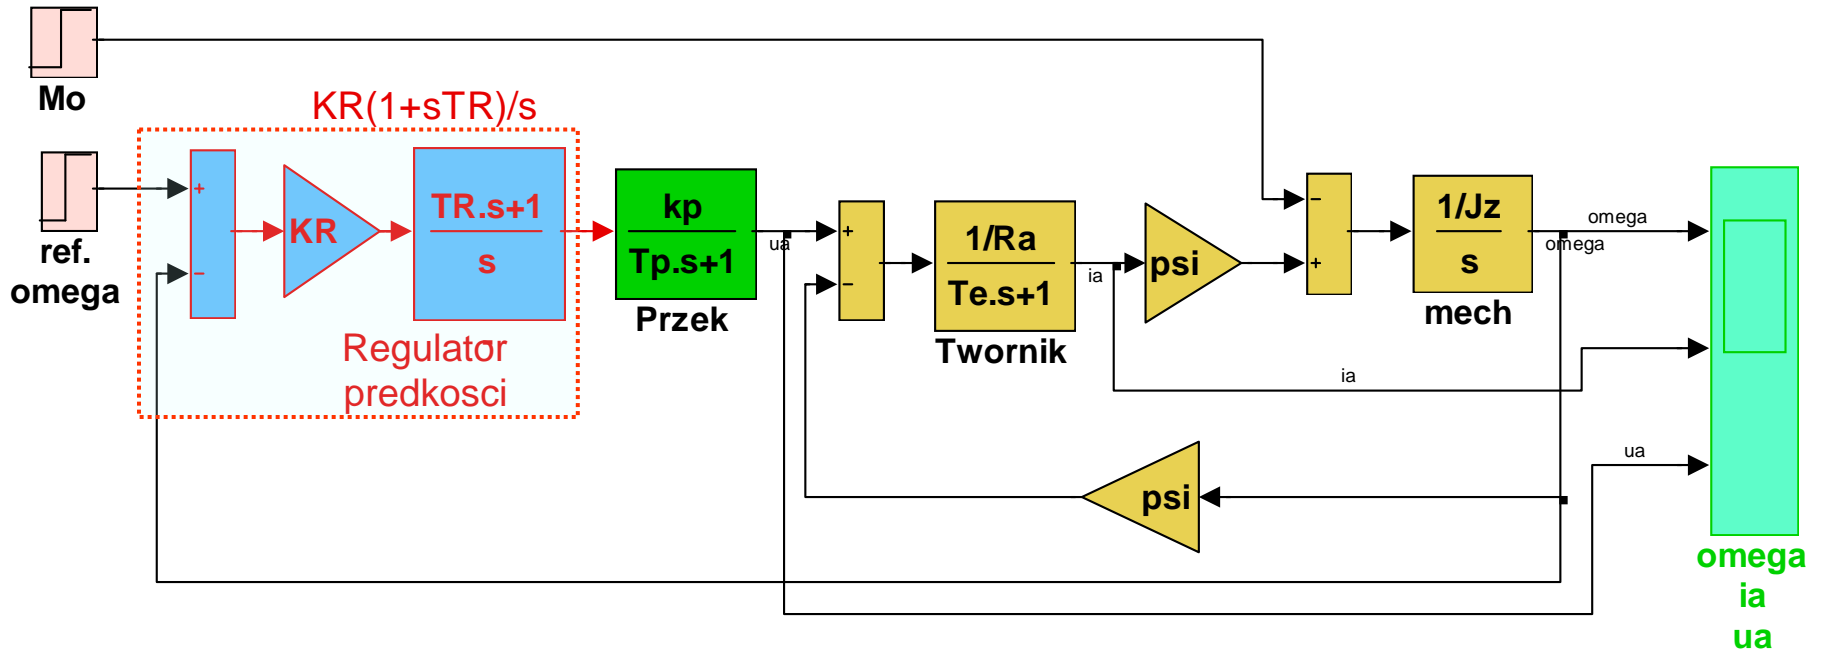 Mo
KR(1+sTR)/s
ref.
omega
+
−
KR
TR.s+1
s
Regulator
predkosci
kp
Tp.s+1
Przek
ua
+
−
1/Ra
Te.s+1
Twornik
ia
psi
−
+
1/Jz
s
mech
omega
omega
ia
ua
psi
omega
ia
ua